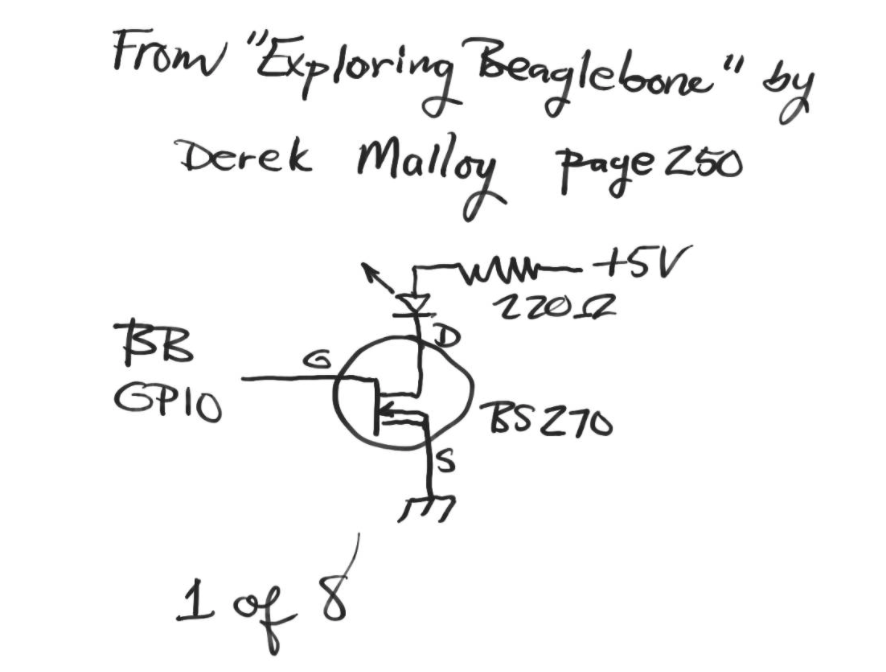 From "Exploring Beaglebone" by
Derek Malloy page 250
+5V
220Ω
D
BB
G
GPIO
BS270
S
1 of 8